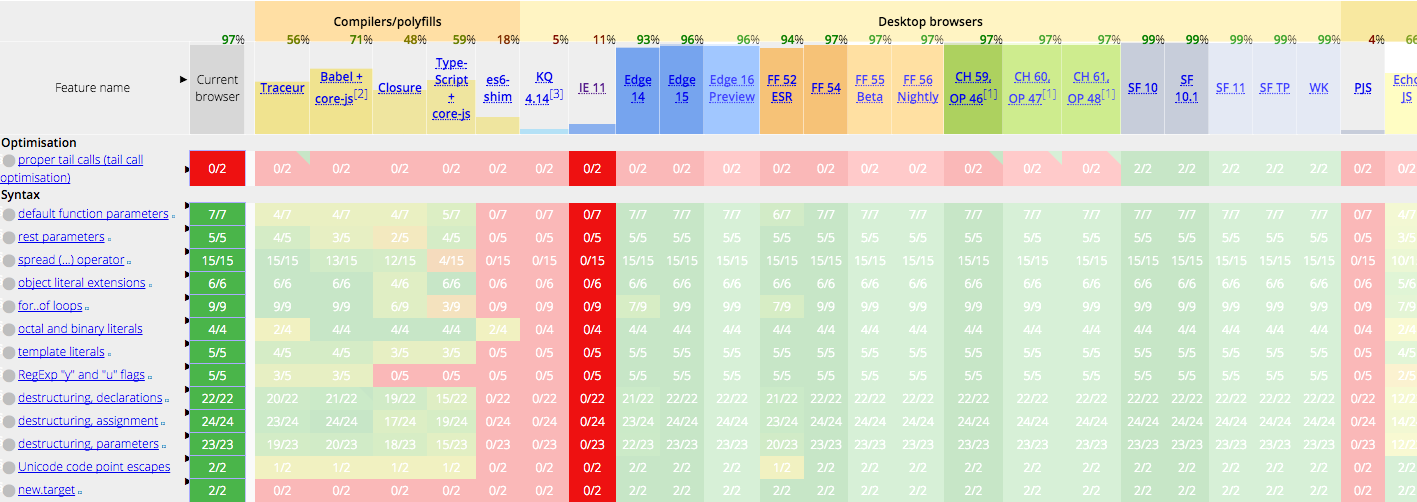 Compilers/polyfills Desktop browsers
97% 56% 71% 48% 59% 18% 5% 11% 93% 96% 96% 94% 97% 97% 97% 97% 97% 97% 99% 99% 99% 99% 99% 4% 66
Feature name Current browser Traceur Babel + core-js[2] Closure Type-Script + core-js es6-shim KQ 4.14[3] IE 11 Edge 14 Edge 15 Edge 16 Preview FF 52 ESR FF 54 FF 55 Beta FF 56 Nightly CH 59, OP 46[1] CH 60, OP 47[1] CH 61, OP 48[1] SF 10 SF 10.1 SF 11 SF TP WK PJS Echo JS
Optimisation
proper tail calls (tail call
optimisation) 0/2 0/2 0/2 0/2 0/2 0/2 0/2 0/2 0/2 0/2 0/2 0/2 0/2 0/2 0/2 0/2 0/2 0/2 2/2 2/2 2/2 2/2 2/2 0/2 0/2
Syntax
default function parameters 7/7 4/7 4/7 4/7 5/7 0/7 0/7 0/7 7/7 7/7 7/7 6/7 7/7 7/7 7/7 7/7 7/7 7/7 7/7 7/7 7/7 7/7 7/7 0/7 4/7
rest parameters 5/5 4/5 3/5 2/5 4/5 0/5 0/5 0/5 5/5 5/5 5/5 5/5 5/5 5/5 5/5 5/5 5/5 5/5 5/5 5/5 5/5 5/5 5/5 0/5 3/5
spread (...) operator 15/15 15/15 13/15 12/15 4/15 0/15 0/15 0/15 15/15 15/15 15/15 15/15 15/15 15/15 15/15 15/15 15/15 15/15 15/15 15/15 15/15 15/15 15/15 0/15 10/1
object literal extensions 6/6 6/6 6/6 4/6 6/6 0/6 0/6 0/6 6/6 6/6 6/6 6/6 6/6 6/6 6/6 6/6 6/6 6/6 6/6 6/6 6/6 6/6 6/6 0/6 5/6
for..of loops 9/9 9/9 9/9 6/9 3/9 0/9 0/9 0/9 7/9 9/9 9/9 7/9 9/9 9/9 9/9 9/9 9/9 9/9 9/9 9/9 9/9 9/9 9/9 0/9 7/9
octal and binary literals 4/4 2/4 4/4 4/4 4/4 2/4 0/4 0/4 4/4 4/4 4/4 4/4 4/4 4/4 4/4 4/4 4/4 4/4 4/4 4/4 4/4 4/4 4/4 0/4 2/4
template literals 5/5 4/5 4/5 3/5 3/5 0/5 0/5 0/5 5/5 5/5 5/5 5/5 5/5 5/5 5/5 5/5 5/5 5/5 5/5 5/5 5/5 5/5 5/5 0/5 4/5
RegExp "y" and "u" flags 5/5 3/5 3/5 0/5 0/5 0/5 0/5 0/5 5/5 5/5 5/5 5/5 5/5 5/5 5/5 5/5 5/5 5/5 5/5 5/5 5/5 5/5 5/5 0/5 2/5
destructuring, declarations 22/22 20/22 21/22 19/22 15/22 0/22 0/22 0/22 21/22 22/22 22/22 21/22 22/22 22/22 22/22 22/22 22/22 22/22 22/22 22/22 22/22 22/22 22/22 0/22
destructuring, assignment 24/24 23/24 24/24 17/24 19/24 0/24 0/24 0/24 23/24 24/24 24/24 23/24 24/24 24/24 24/24 24/24 24/24 24/24 24/24 24/24 24/24 24/24 24/24 0/24
destructuring, parameters 23/23 19/23 20/23 18/23 15/23 0/23 0/23 0/23 22/23 22/23 23/23 20/23 23/23 23/23 23/23 23/23 23/23 23/23 23/23 23/23 23/23 23/23 23/23 0/23
Unicode code point escapes 2/2 1/2 1/2 1/2 1/2 0/2 0/2 0/2 2/2 2/2 2/2 1/2 2/2 2/2 2/2 2/2 2/2 2/2 2/2 2/2 2/2 2/2 2/2 0/2
new.target 2/2 0/2 0/2 0/2 0/2 0/2 0/2 0/2 2/2 2/2 2/2 2/2 2/2 2/2 2/2 2/2 2/2 2/2 2/2 2/2 2/2 2/2 2/2 0/2